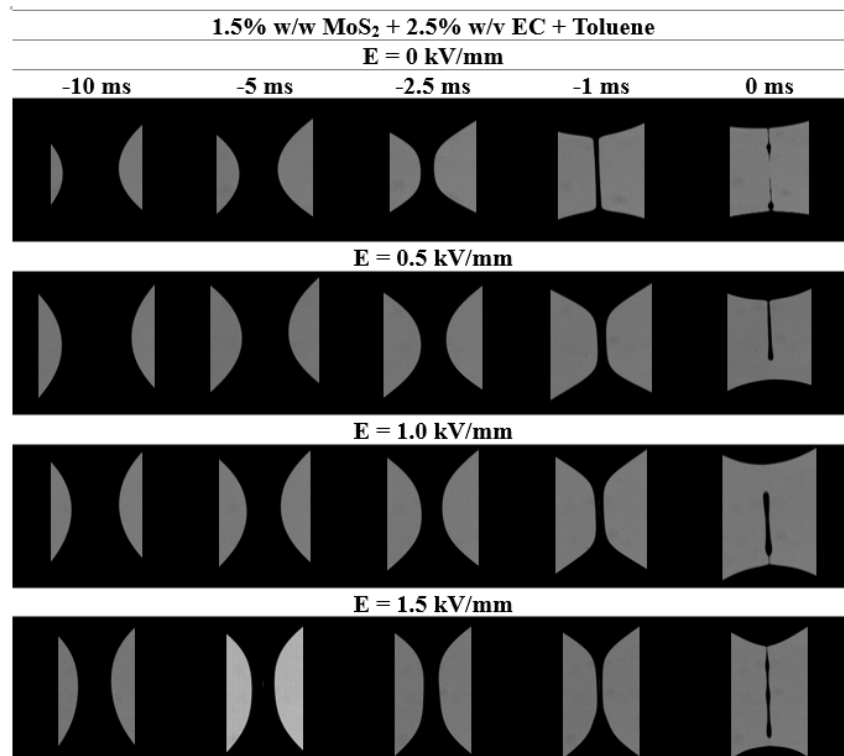 1.5% w/w MoS₂ + 2.5% w/v EC + Toluene
E = 0 kV/mm
-10 ms -5 ms -2.5 ms -1 ms 0 ms
E = 0.5 kV/mm
E = 1.0 kV/mm
E = 1.5 kV/mm